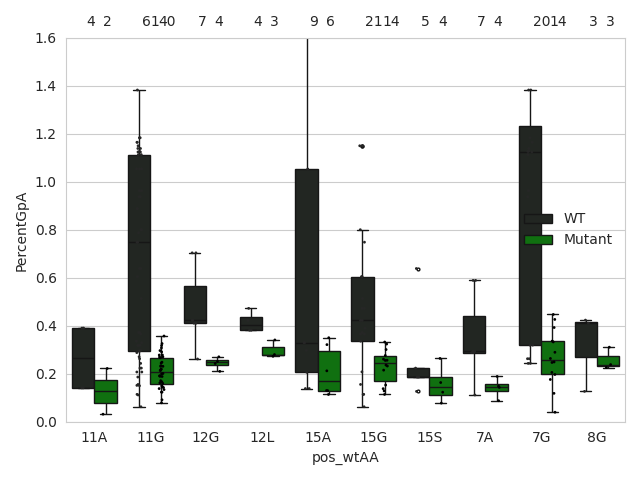 4 2 6140 7 4 4 3 9 6 2114 5 4 7 4 2014 3 3
1.6
1.4
1.2
1.0
0.8
0.6
0.4
0.2
0.0
PercentGpA
WT
Mutant
11A 11G 12G 12L 15A 15G 15S 7A 7G 8G
pos_wtAA